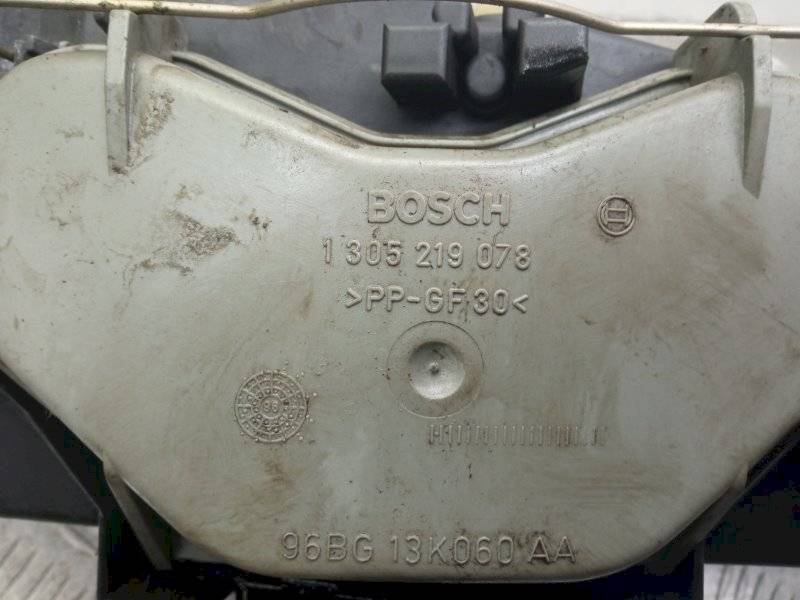 BOSCH
1 305 219 078
>PP-GF30<
96BG 13K060 AA